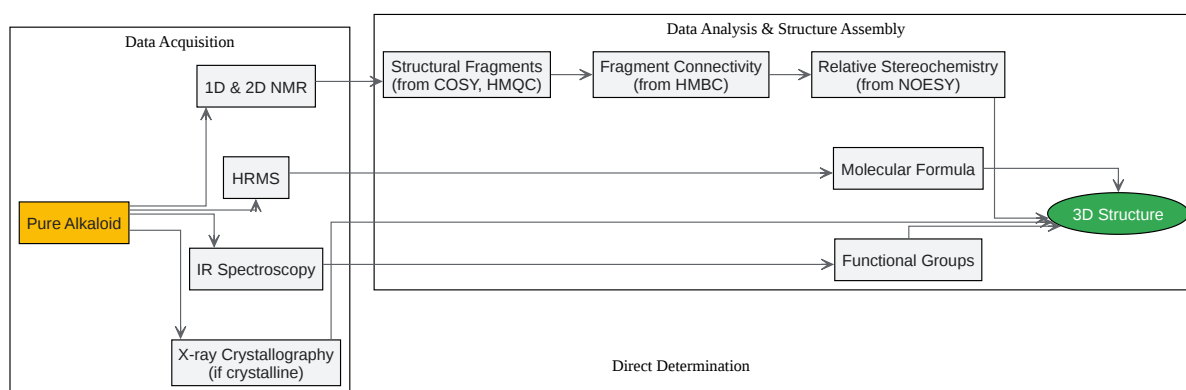 Data Acquisition
Data Analysis & Structure Assembly
1D & 2D NMR
Structural Fragments
(from COSY, HMQC)
Fragment Connectivity
(from HMBC)
Relative Stereochemistry
(from NOESY)
HRMS
Molecular Formula
Pure Alkaloid
3D Structure
IR Spectroscopy
Functional Groups
X-ray Crystallography
(if crystalline)
Direct Determination